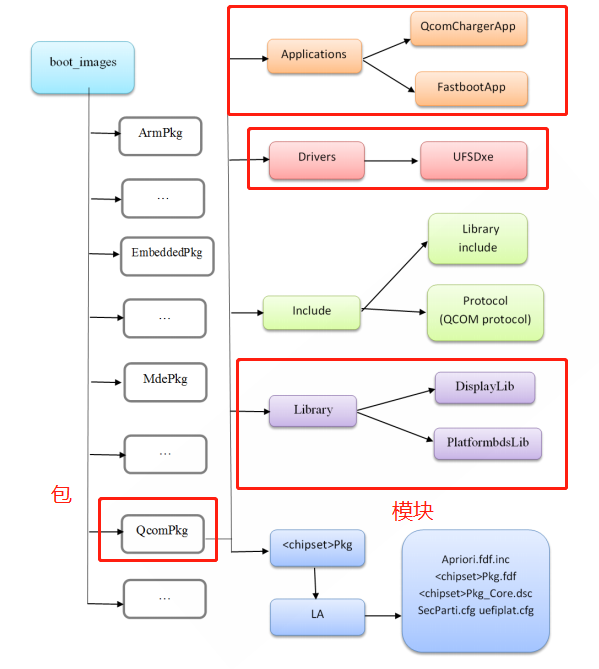 boot_images
ArmPkg
...
EmbeddedPkg
...
MdePkg
...
包
QcomPkg
...
Applications
QcomChargerApp
FastbootApp
Drivers
UFSDxe
Include
Library
include
Protocol
(QCOM protocol)
Library
DisplayLib
PlatformbdsLib
模块
<chipset>Pkg
LA
Apriori.fdf.inc
<chipset>Pkg.fdf
<chipset>Pkg_Core.dsc
SecParti.cfg uefiplat.cfg